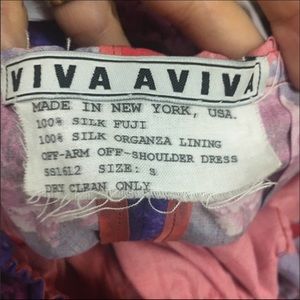 VIVA AVIVA
MADE IN NEW YORK, USA.
100% SILK FUJI
100% SILK ORGANZA LINING
OFF-ARM OFF-SHOULDER DRESS
SS1612 SIZE: S
DRY CLEAN ONLY